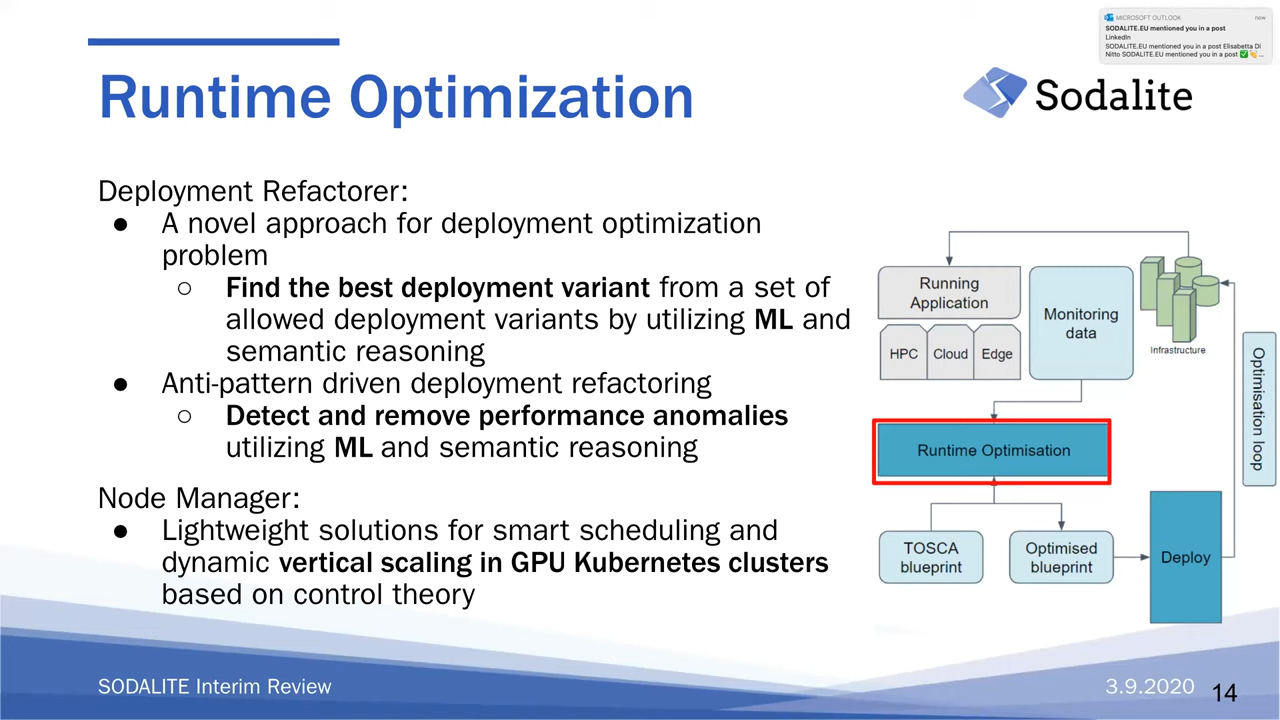 MICROSOFT OUTLOOK
new
SODALITE.EU mentioned you in a post
LinkedIn
SODALITE.EU mentioned you in a post Elisabetta Di
Nitto SODALITE.EU mentioned you in a post ✅ 👏 ...
Runtime Optimization
Sodalite
Deployment Refactorer:
● A novel approach for deployment optimization
problem
○ Find the best deployment variant from a set of
allowed deployment variants by utilizing ML and
semantic reasoning
● Anti-pattern driven deployment refactoring
○ Detect and remove performance anomalies
utilizing ML and semantic reasoning
Node Manager:
● Lightweight solutions for smart scheduling and
dynamic vertical scaling in GPU Kubernetes clusters
based on control theory
Running
Application
HPC
Cloud
Edge
Monitoring
data
Infrastructure
Optimisation loop
Runtime Optimisation
TOSCA
blueprint
Optimised
blueprint
Deploy
SODALITE Interim Review
3.9.2020
14